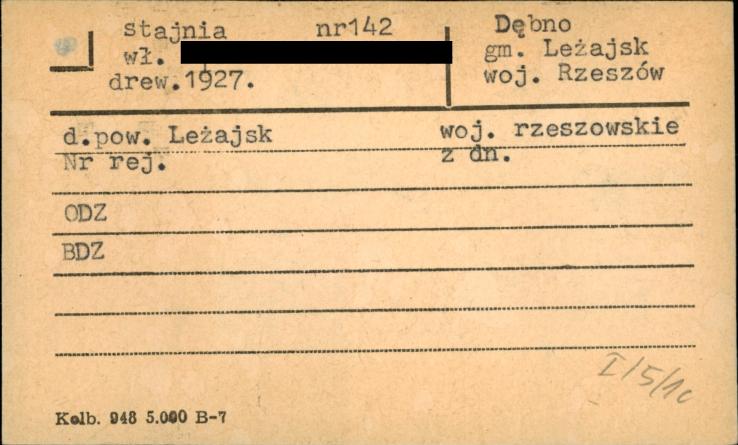 stajnia nr142
wł.
drew.1927.
Dębno
gm. Leżajsk
woj. Rzeszów
d.pow. Leżajsk woj. rzeszowskie
Nr rej. z dn.
ODZ
BDZ
I/5/10
Kolb. 948 5.000 B-7